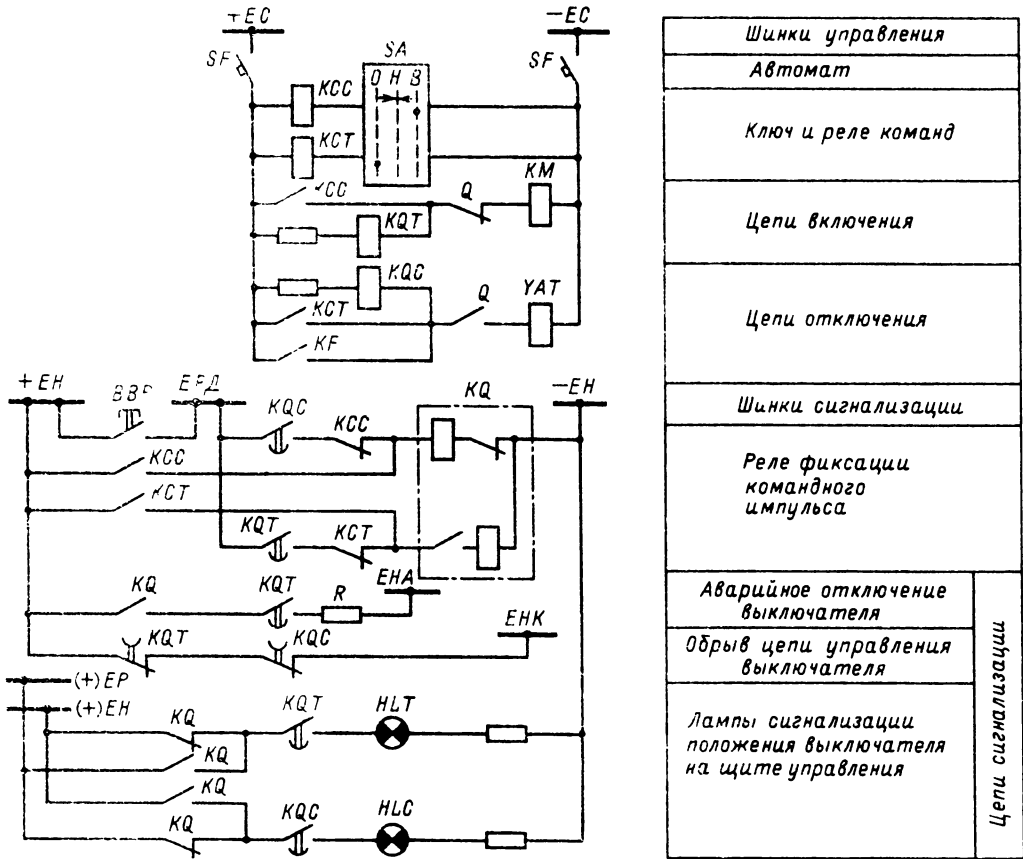 +EC
−EC
Шинки управления
SF
SA
SF
Автомат
О Н В
KCC
Ключ и реле команд
KCT
KCC
Q
KM
Цепи включения
KQT
KQC
Q
YAT
KCT
Цепи отключения
KF
+EH
−EH
KQ
Шинки сигнализации
KQC
KCC
KCC
Реле фиксации
командного
импульса
KCT
KQT
KCT
EHA
KQ
KQT
R
Аварийное отключение
выключателя
EHK
KQT
KQC
Обрыв цепи управления
выключателя
(+)EP
(+)EH
KQ
KQT
HLT
Лампы сигнализации
положения выключателя
на щите управления
KQ
KQ
KQ
KQC
HLC
Цепи сигнализации